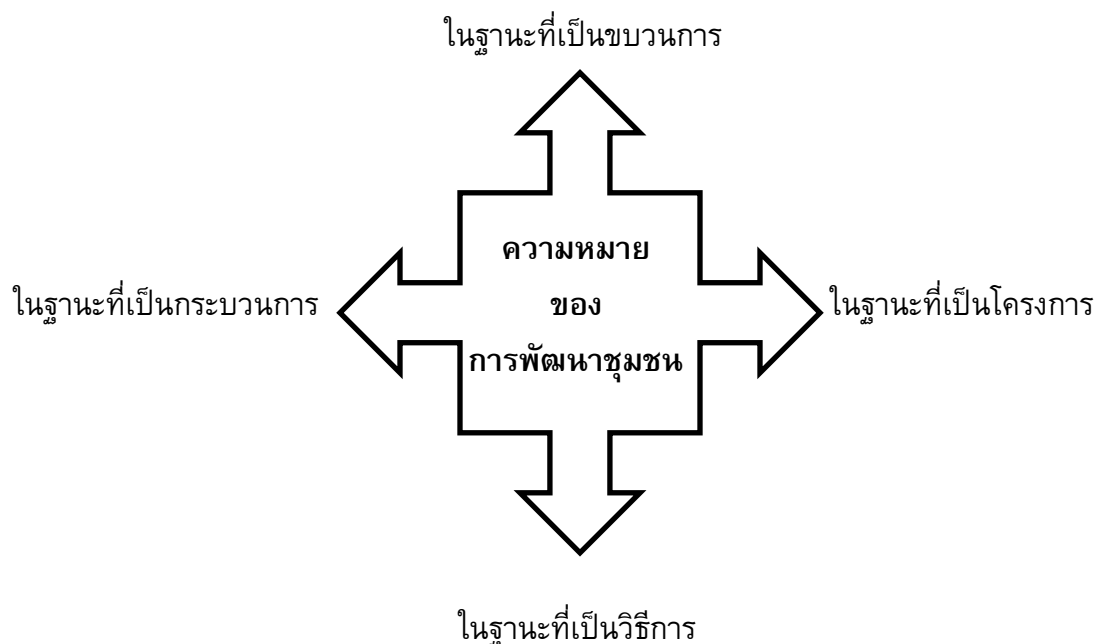 ในฐานะที่เป็นขบวนการ
ความหมาย
ของ
การพัฒนาชุมชน
ในฐานะที่เป็นกระบวนการ
ในฐานะที่เป็นโครงการ
ในฐานะที่เป็นวิธีการ